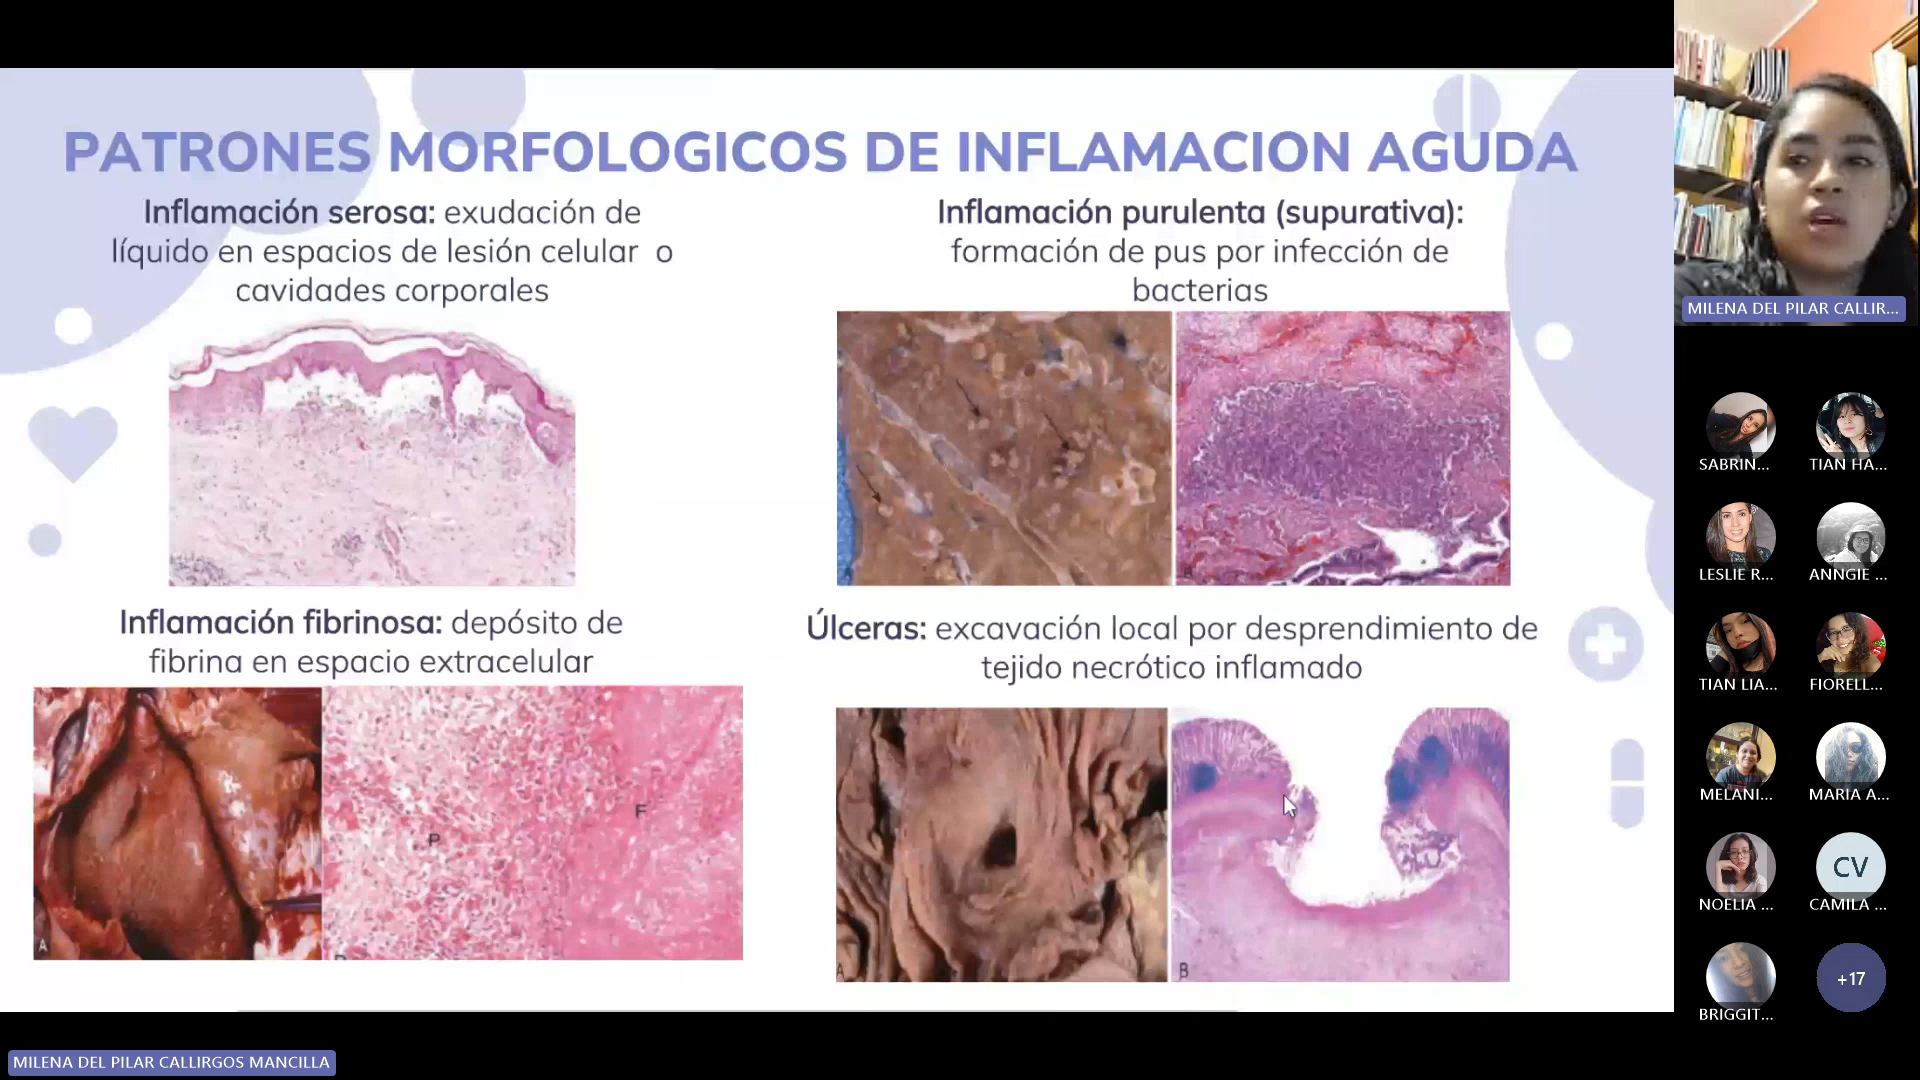 PATRONES MORFOLOGICOS DE INFLAMACION AGUDA
Inflamación serosa: exudación de
líquido en espacios de lesión celular o
cavidades corporales
Inflamación purulenta (supurativa):
formación de pus por infección de
bacterias
Inflamación fibrinosa: depósito de
fibrina en espacio extracelular
A
P
F
Úlceras: excavación local por desprendimiento de
tejido necrótico inflamado
A
B
MILENA DEL PILAR CALLIR...
SABRIN...
TIAN HA...
LESLIE R...
ANNGIE ...
TIAN LIA...
FIORELL...
MELANI...
MARIA A...
NOELIA ...
CV
CAMILA ...
BRIGGIT...
+17
MILENA DEL PILAR CALLIRGOS MANCILLA